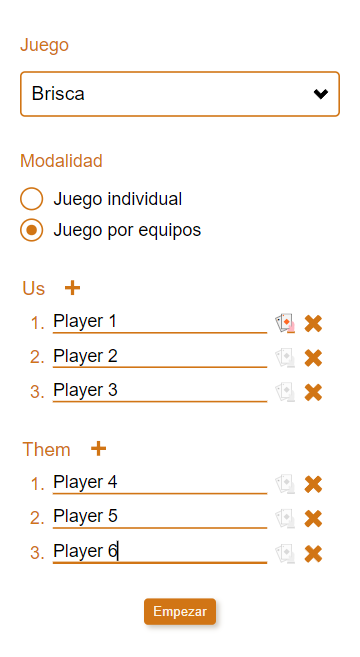 Juego
Brisca
Modalidad
Juego individual
Juego por equipos
Us +
1. Player 1
2. Player 2
3. Player 3
Them +
1. Player 4
2. Player 5
3. Player 6
Empezar